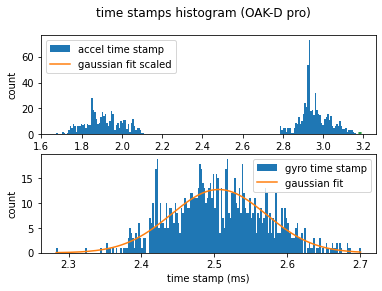 time stamps histogram (OAK-D pro)
accel time stamp
gaussian fit scaled
count
0
20
40
60
1.6 1.8 2.0 2.2 2.4 2.6 2.8 3.0 3.2
gyro time stamp
gaussian fit
count
0
5
10
15
2.3 2.4 2.5 2.6 2.7
time stamp (ms)